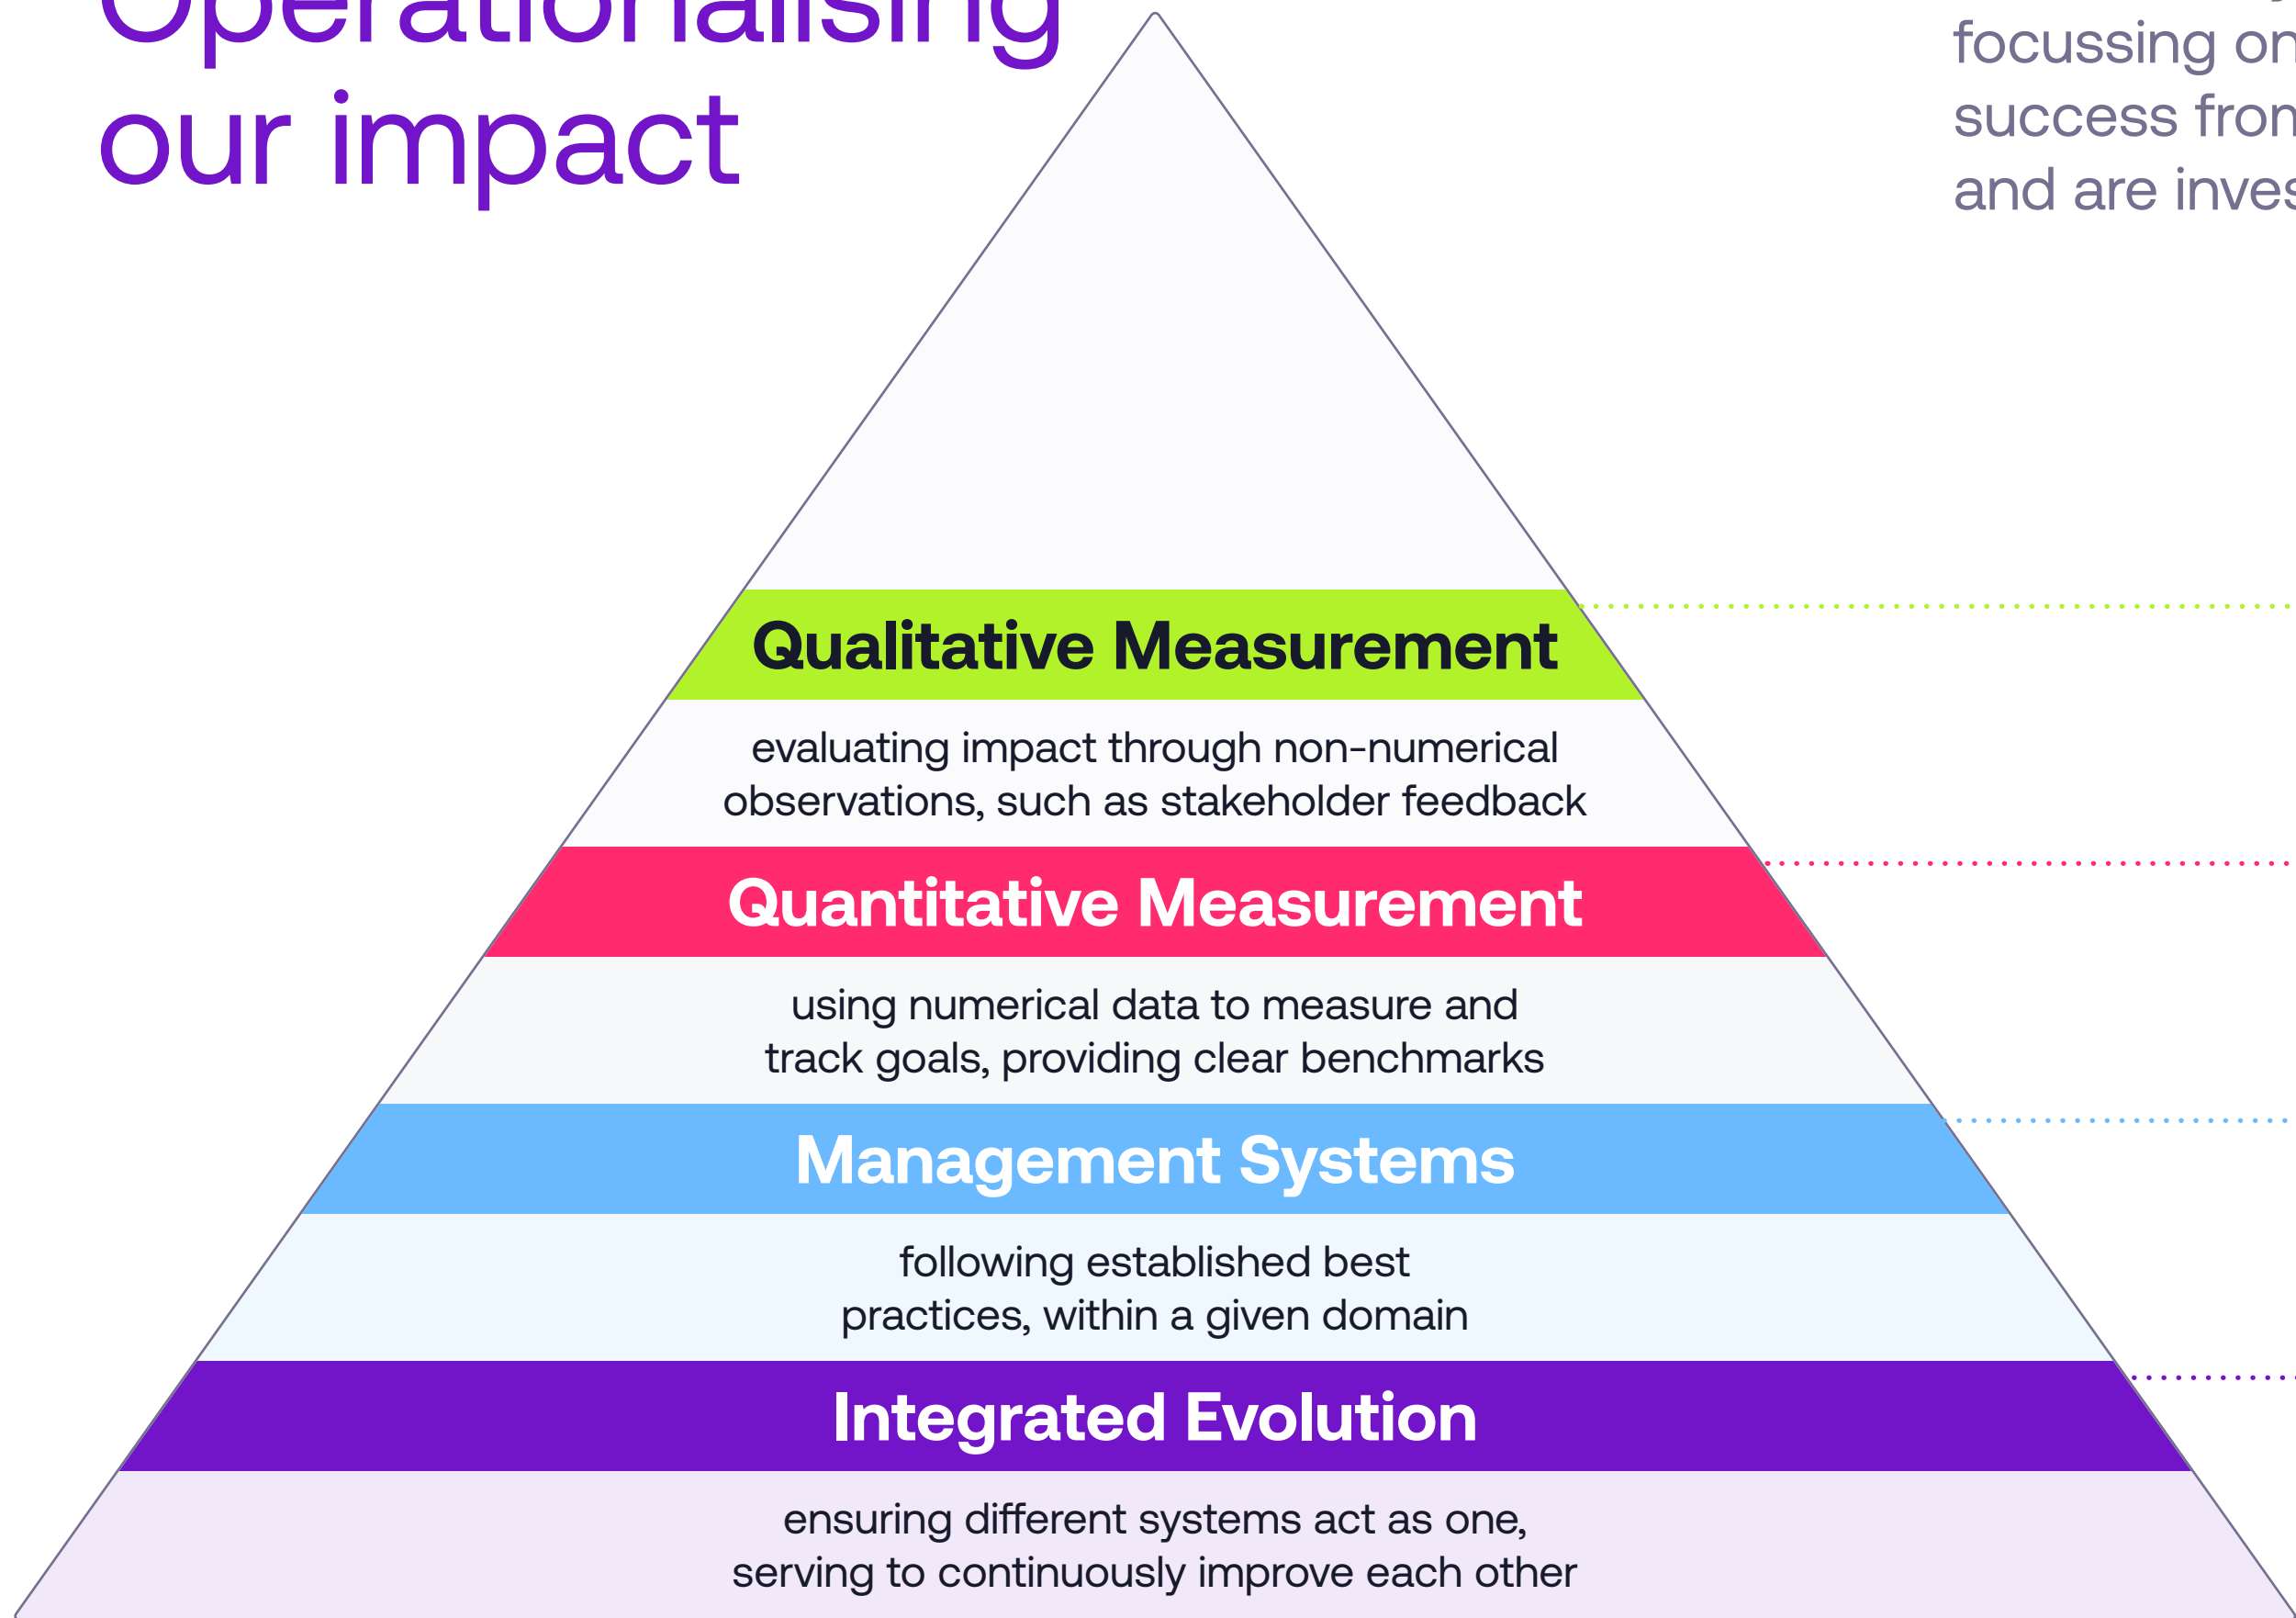 Operationalising
our impact
focussing on
success from
and are
Qualitative Measurement
evaluating impact through non-numerical
observations, such as stakeholder feedback
Quantitative Measurement
using numerical data to measure and
track goals, providing clear benchmarks
Management Systems
following established best
practices, within a given domain
Integrated Evolution
ensuring different systems act as one,
serving to continuously improve each other